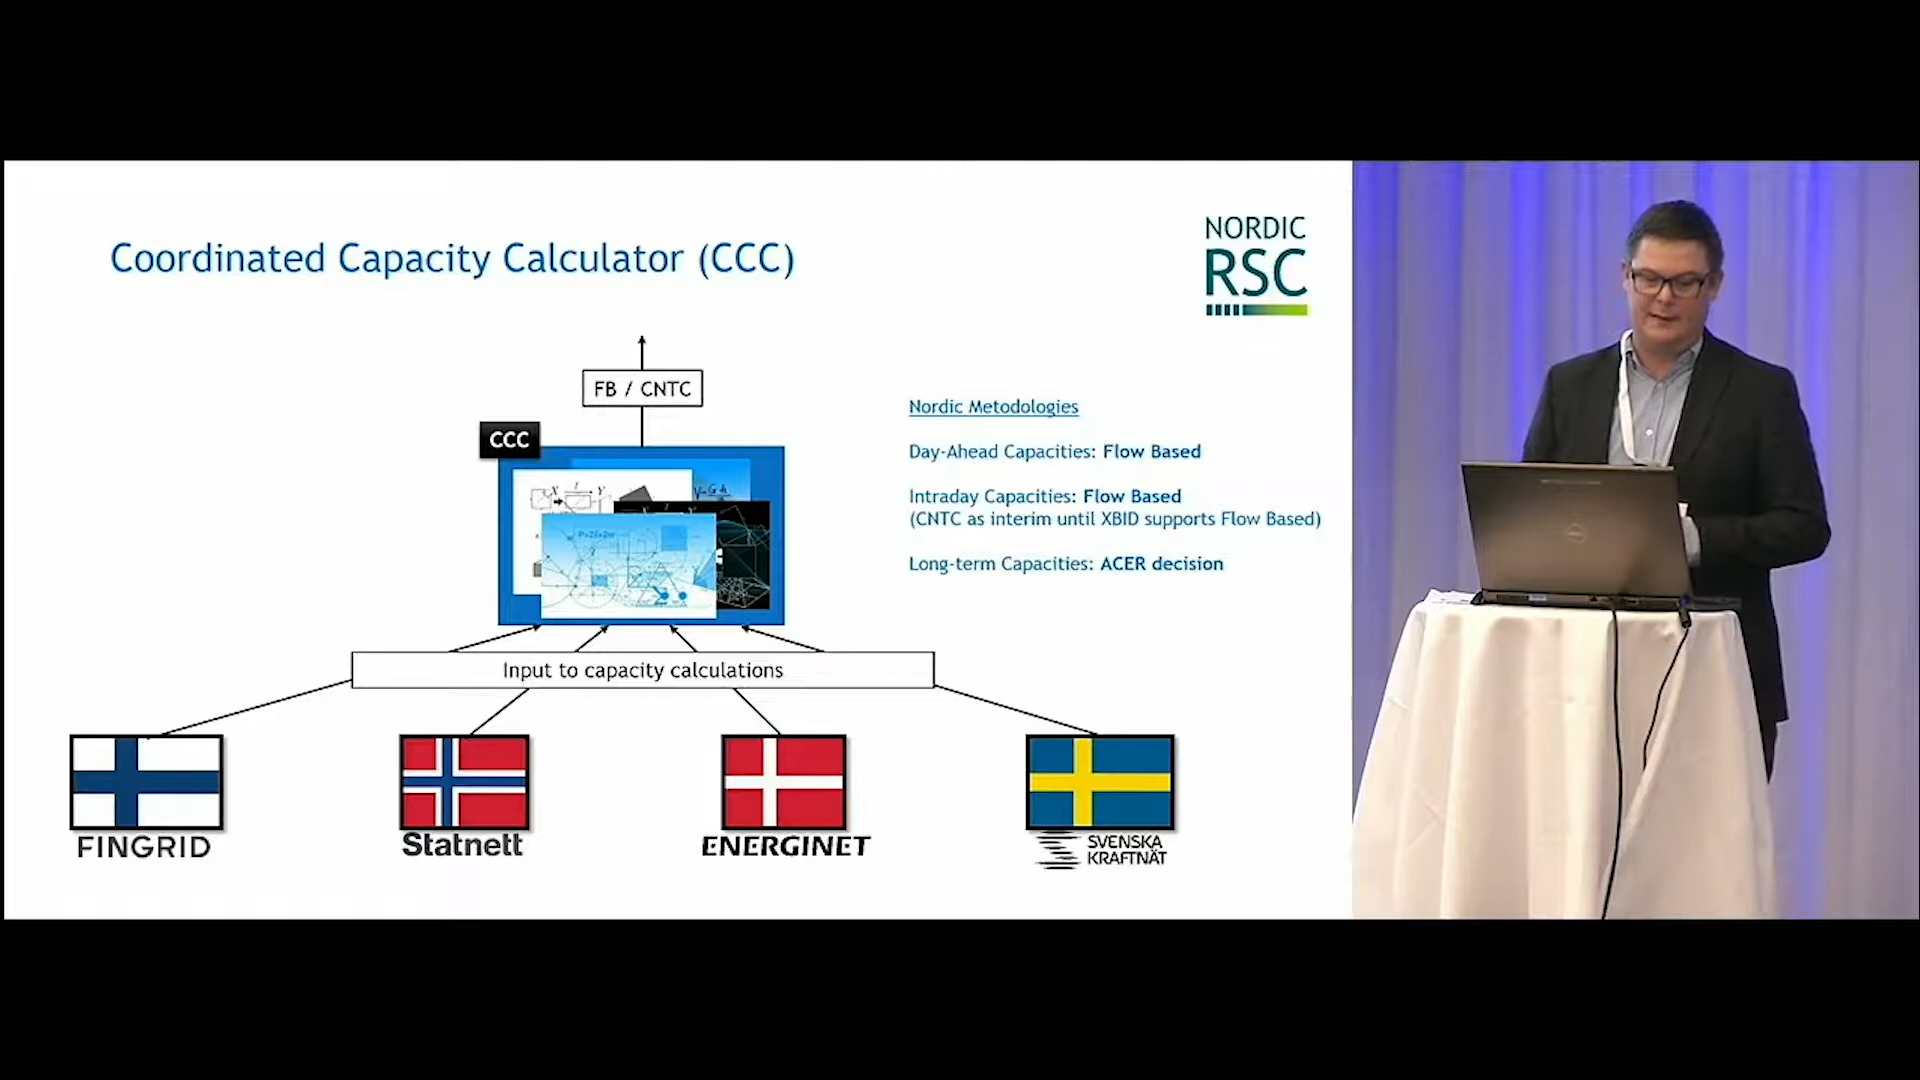 Coordinated Capacity Calculator (CCC)
NORDIC
RSC
FB / CNTC
CCC
Nordic Metodologies
Day-Ahead Capacities: Flow Based
Intraday Capacities: Flow Based
(CNTC as interim until XBID supports Flow Based)
Long-term Capacities: ACER decision
Input to capacity calculations
FINGRID
Statnett
ENERGINET
SVENSKA
KRAFTNÄT